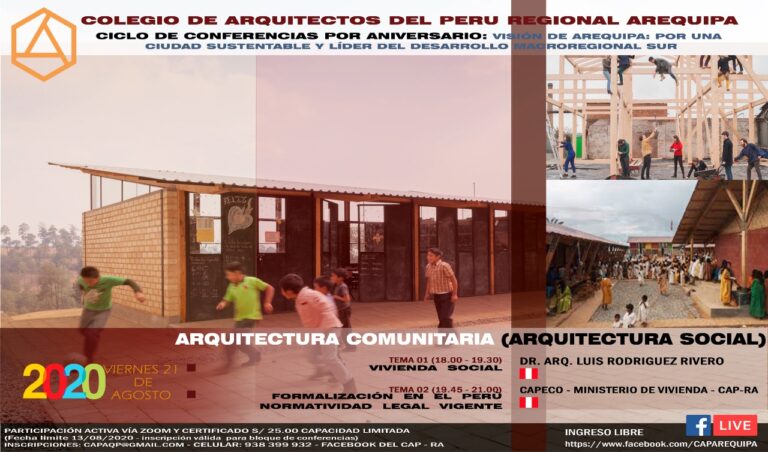 COLEGIO DE ARQUITECTOS DEL PERU REGIONAL AREQUIPA
CICLO DE CONFERENCIAS POR ANIVERSARIO: VISIÓN DE AREQUIPA: POR UNA
CIUDAD SUSTENTABLE Y LÍDER DEL DESARROLLO MACROREGIONAL SUR
ARQUITECTURA COMUNITARIA (ARQUITECTURA SOCIAL)
2020
VIERNES 21
DE
AGOSTO
TEMA 01 (18.00 - 19.30)
VIVIENDA SOCIAL
DR. ARQ. LUIS RODRIGUEZ RIVERO
TEMA 02 (19.45 - 21.00)
FORMALIZACIÓN EN EL PERÚ
NORMATIVIDAD LEGAL VIGENTE
CAPECO - MINISTERIO DE VIVIENDA - CAP-RA
PARTICIPACIÓN ACTIVA VÍA ZOOM Y CERTIFICADO S/ 25.00 CAPACIDAD LIMITADA
(Fecha limite 13/08/2020 - inscripción válida para bloque de conferencias)
INSCRIPCIONES: CAPAQP@GMAIL.COM - CELULAR: 938 399 932 - FACEBOOK DEL CAP - RA
f LIVE
INGRESO LIBRE
https://www.facebook.com/CAPAREQUIPA